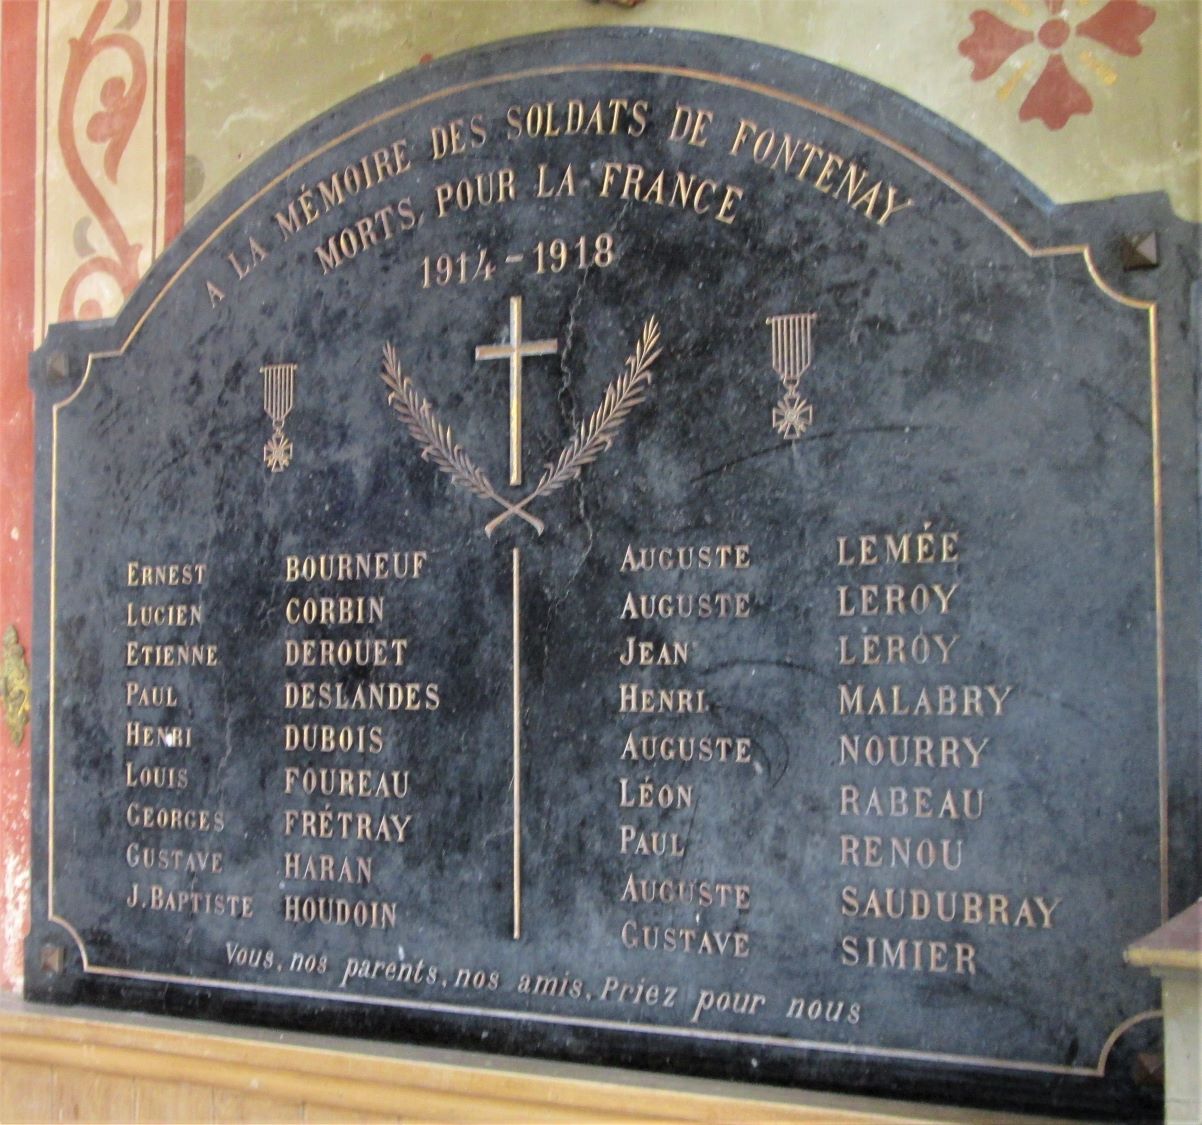 A LA MÉMOIRE DES SOLDATS DE FONTENAY
MORTS POUR LA FRANCE
1914-1918
ERNEST BOURNEUF
LUCIEN CORBIN
ETIENNE DEROUET
PAUL DESLANDES
HENRI DUBOIS
LOUIS FOUREAU
GEORGES FRÉTRAY
GUSTAVE HARAN
J. BAPTISTE HOUDOIN
AUGUSTE LEMÉE
AUGUSTE LEROY
JEAN LEROY
HENRI MALABRY
AUGUSTE NOURRY
LÉON RABEAU
PAUL RENOU
AUGUSTE SAUDUBRAY
GUSTAVE SIMIER
Vous, nos parents, nos amis, Priez pour nous